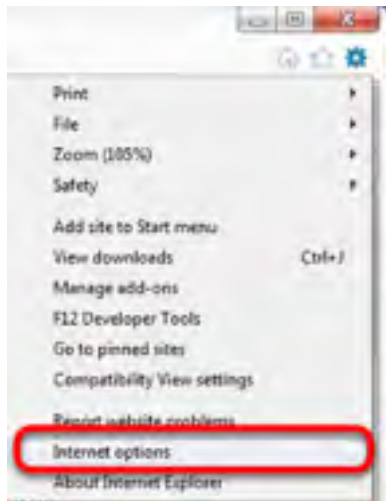 Print
File
Zoom (105%)
Safety
Add site to Start menu
View downloads Ctrl+J
Manage add-ons
F12 Developer Tools
Go to pinned sites
Compatibility View settings
Report website problems
Internet options
About Internet Explorer